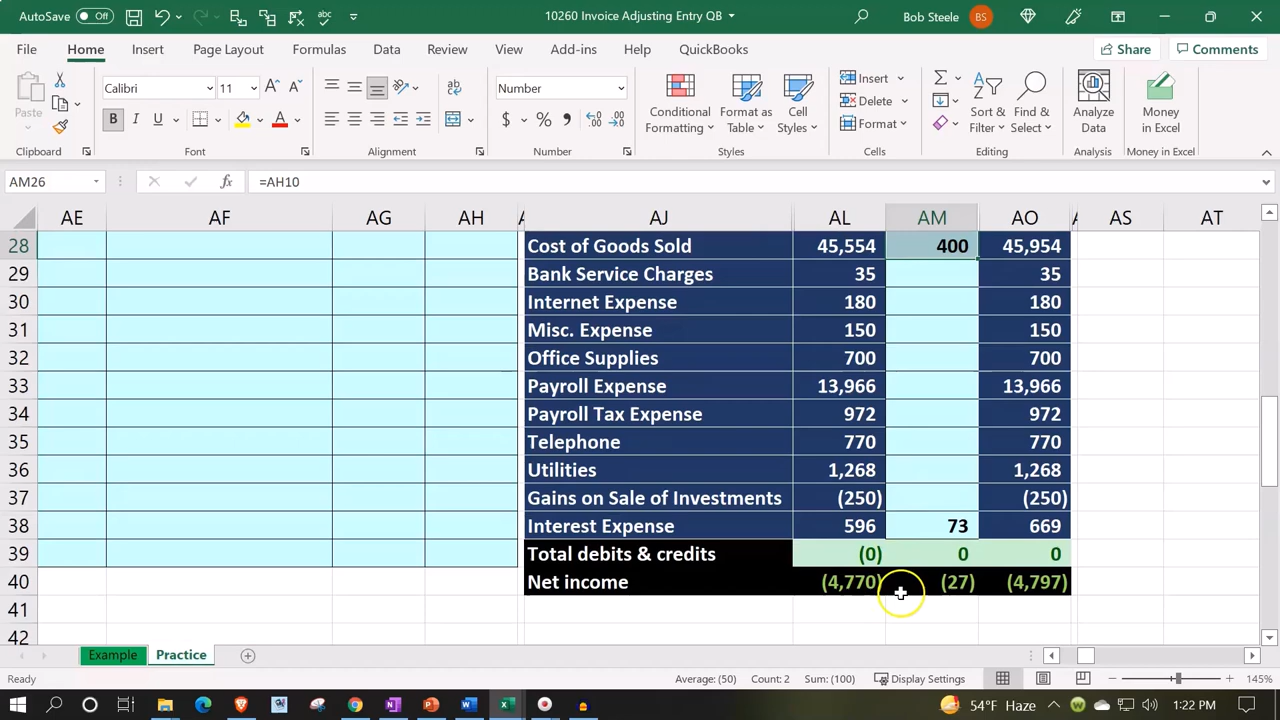 AutoSave Off 10260 Invoice Adjusting Entry QB Bob Steele BS
File Home Insert Page Layout Formulas Data Review View Add-ins Help QuickBooks Share Comments
Paste Calibri 11 Number Conditional Formatting Format as Table Cell Styles Insert Delete Format Sort & Filter Find & Select Analyze Data Money in Excel
Clipboard Font Alignment Number Styles Cells Editing Analysis Money in Excel
AM26 =AH10
AE AF AG AH AJ AL AM AO AS AT
28 Cost of Goods Sold 45,554 400 45,954
29 Bank Service Charges 35 35
30 Internet Expense 180 180
31 Misc. Expense 150 150
32 Office Supplies 700 700
33 Payroll Expense 13,966 13,966
34 Payroll Tax Expense 972 972
35 Telephone 770 770
36 Utilities 1,268 1,268
37 Gains on Sale of Investments (250) (250)
38 Interest Expense 596 73 669
39 Total debits & credits (0) 0 0
40 Net income (4,770) (27) (4,797)
41
42
Example Practice
Ready Average: (50) Count: 2 Sum: (100) Display Settings 145%
54°F Haze 1:22 PM